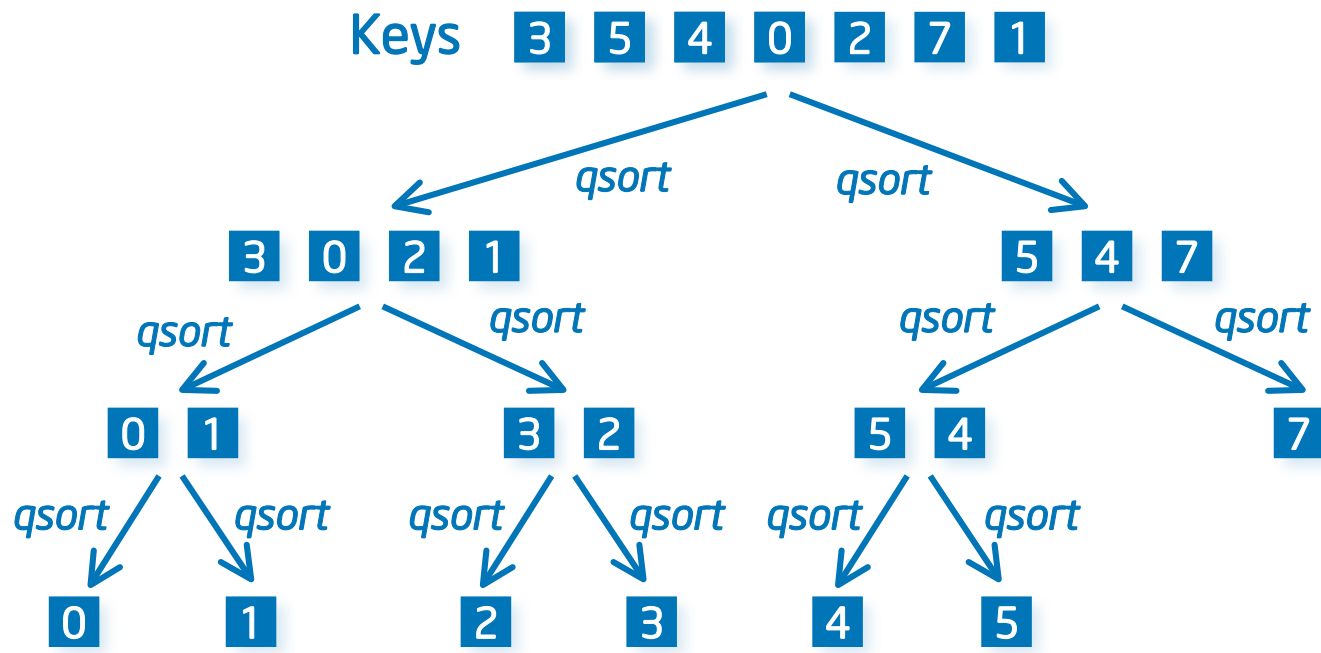 Keys 3 5 4 0 2 7 1
qsort qsort
3 0 2 1 5 4 7
qsort qsort qsort qsort
0 1 3 2 5 4 7
qsort qsort qsort qsort qsort qsort
0 1 2 3 4 5